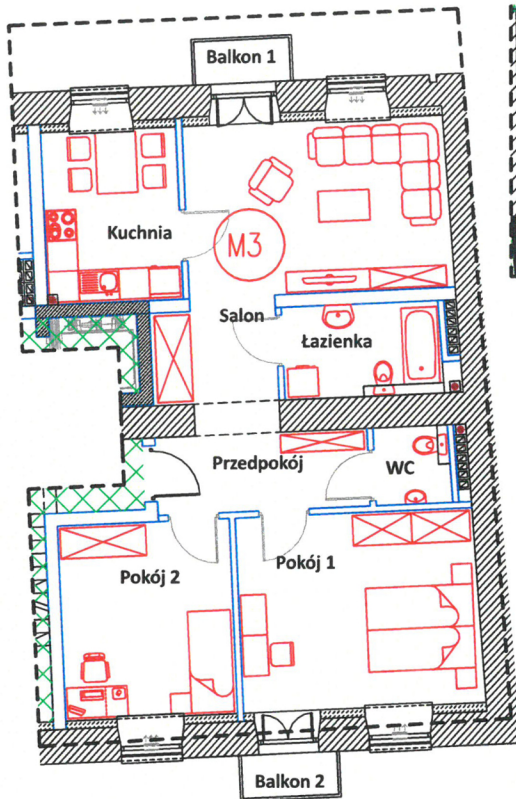 Balkon 1
Kuchnia
M3
Salon
Łazienka
Przedpokój
WC
Pokój 2
Pokój 1
Balkon 2